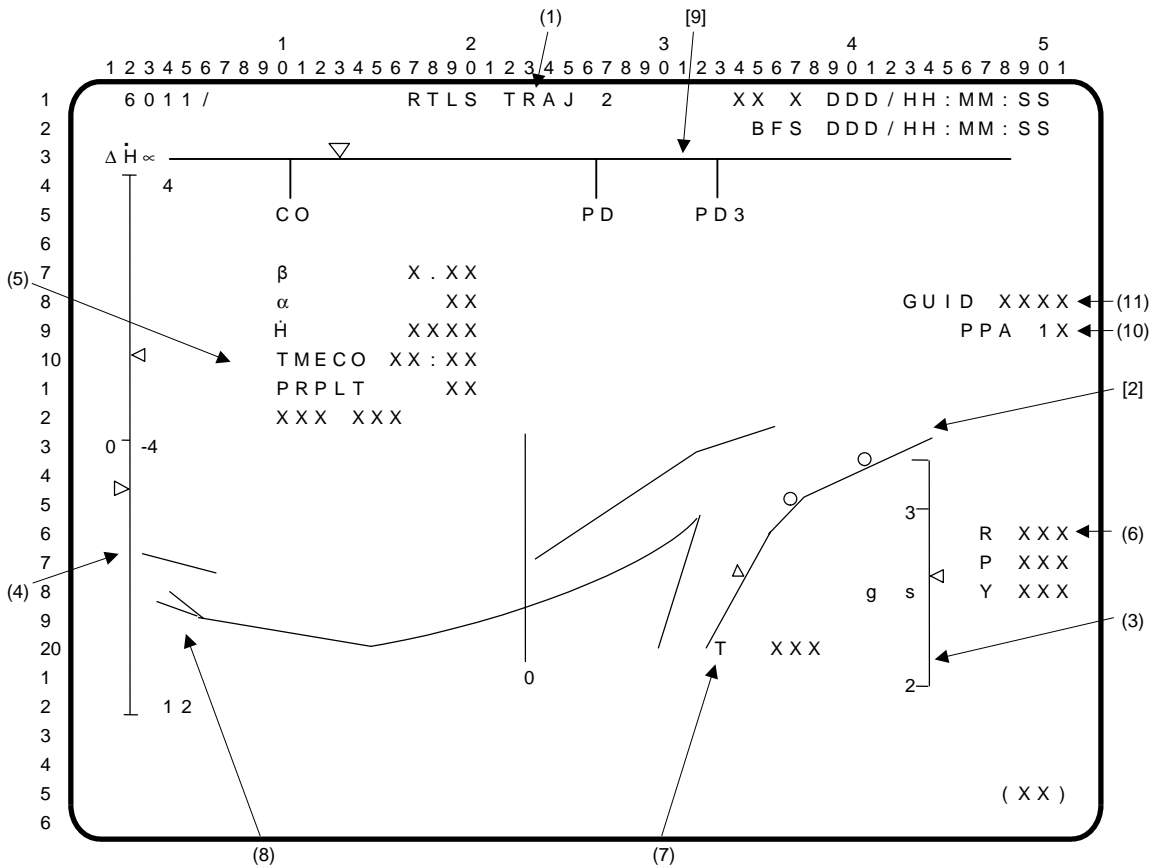 (1) [9]
1 2 3 4 5
1 2 3 4 5 6 7 8 9 0 1 2 3 4 5 6 7 8 9 0 1 2 3 4 5 6 7 8 9 0 1 2 3 4 5 6 7 8 9 0 1 2 3 4 5 6 7 8 9 0 1
1 6011/ RTLS TRAJ 2 XX X DDD/HH:MM:SS
2 BFS DDD/HH:MM:SS
3 Δ Ḣ ∝
4 4
5 CO PD PD3
6
7 β X.XX
(5)
8 α XX GUID XXXX (11)
9 Ḣ XXXX PPA 1X (10)
10 TMECO XX:XX
1 PRPLT XX [2]
2 XXX XXX
3 0 -4
4
5 3
6 R XXX (6)
7 P XXX
(4)
8 g s Y XXX
9 (3)
20 T XXX
1 0
2 12 2
3
4
5 (XX)
6
(8) (7)